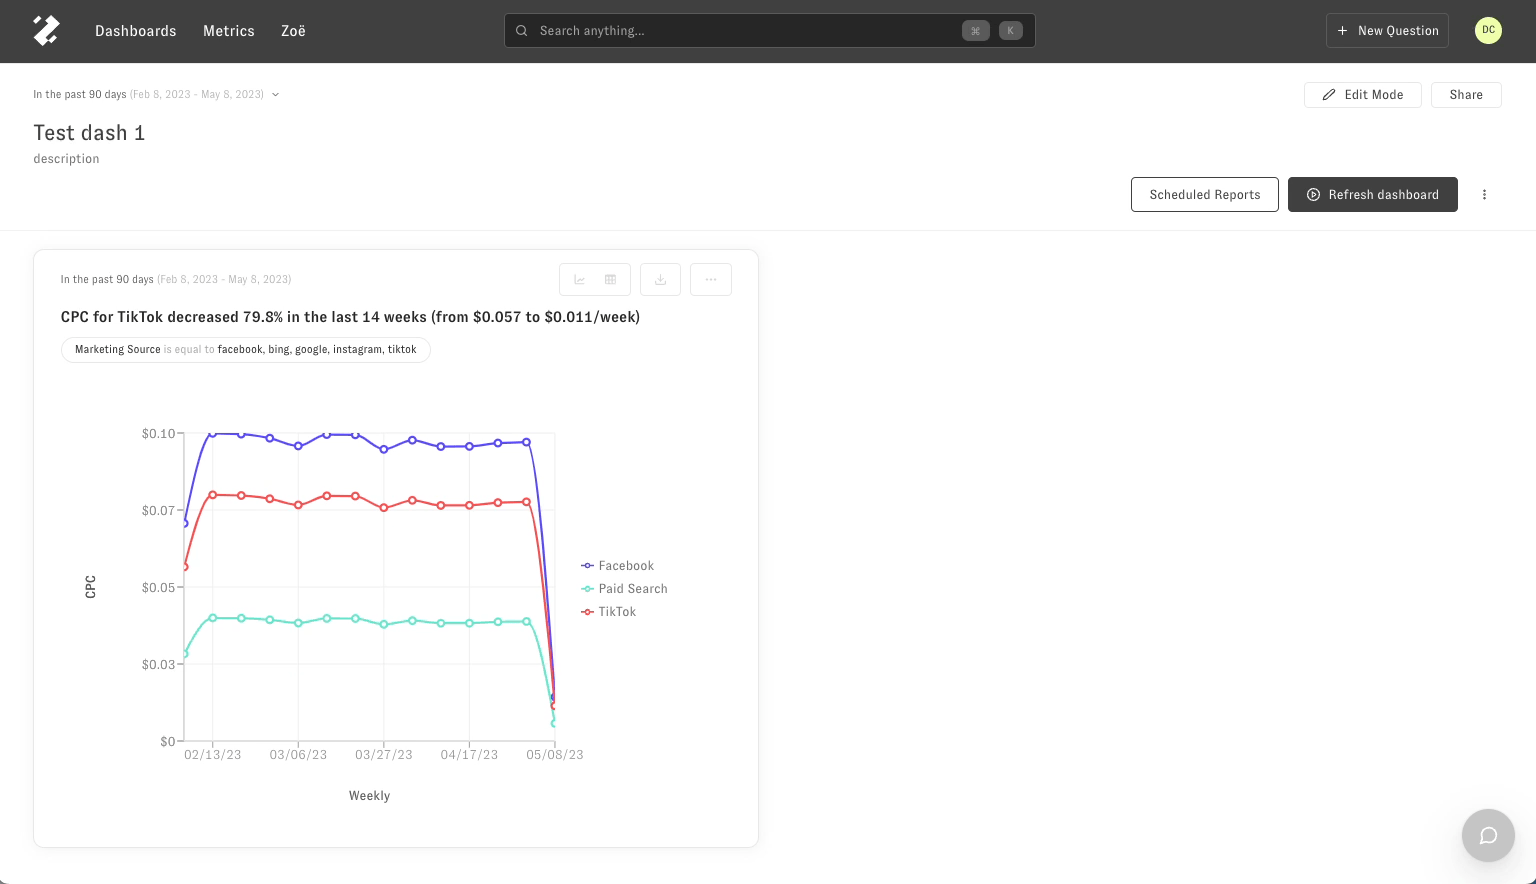 Dashboards
Metrics
Zoë
Search anything...
⌘
K
New Question
DC
In the past 90 days (Feb 8, 2023 - May 8, 2023)
Edit Mode
Share
Test dash 1
description
Scheduled Reports
Refresh dashboard
In the past 90 days (Feb 8, 2023 - May 8, 2023)
CPC for TikTok decreased 79.8% in the last 14 weeks (from $0.057 to $0.011/week)
Marketing Source is equal to facebook, bing, google, instagram, tiktok
$0.10
$0.07
$0.05
$0.03
$0
CPC
02/13/23
03/06/23
03/27/23
04/17/23
05/08/23
Weekly
Facebook
Paid Search
TikTok